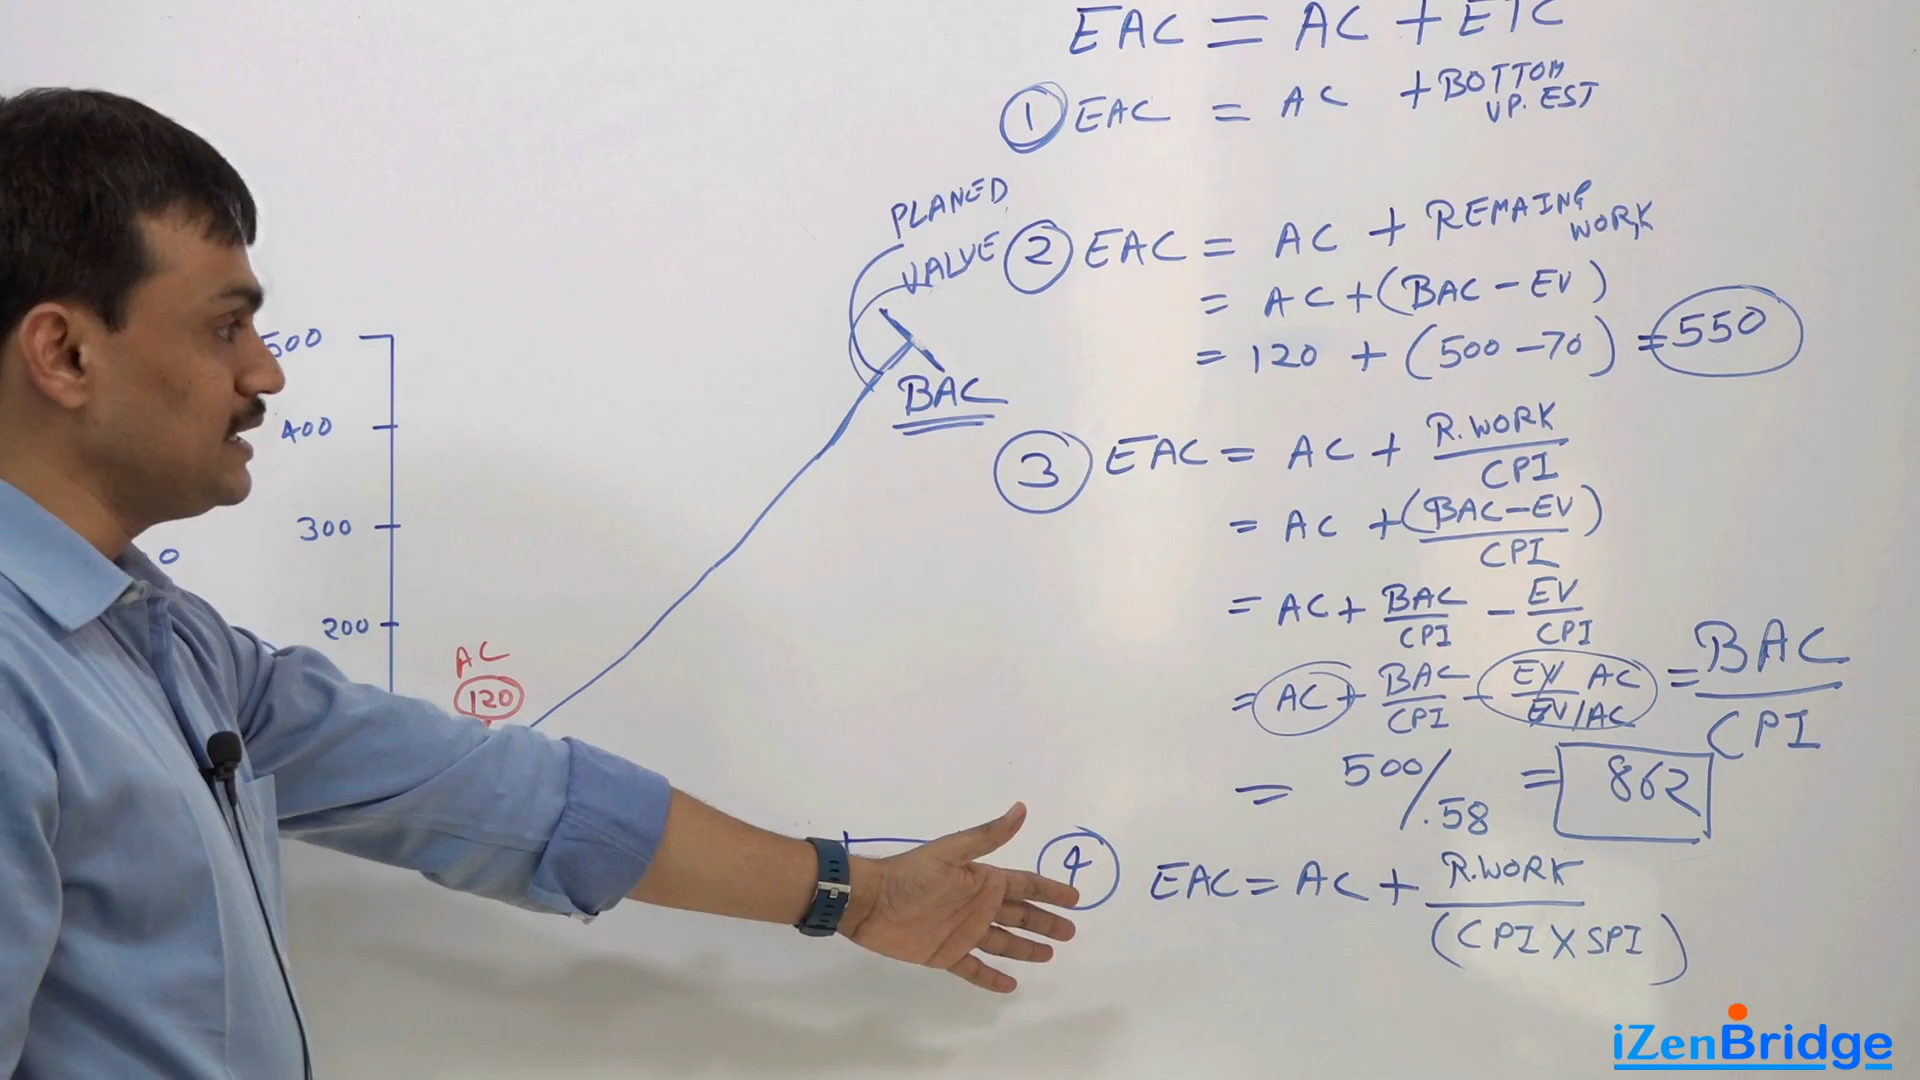 EAC = AC + ETC
① EAC = AC + BOTTOM
UP. EST
PLANED
VALVE
② EAC = AC + REMAING
WORK
= AC + (BAC - EV)
= 120 + (500 - 70) = 550
BAC
500
400
300
200
0
AC
120
③ EAC = AC + R.WORK
CPI
= AC + (BAC - EV)
CPI
= AC + BAC - EV
CPI CPI
= AC + BAC - EV AC = BAC
CPI EV/AC CPI
= 500/.58 = 862
④ EAC = AC + R.WORK
(CPI X SPI)
iZenBridge